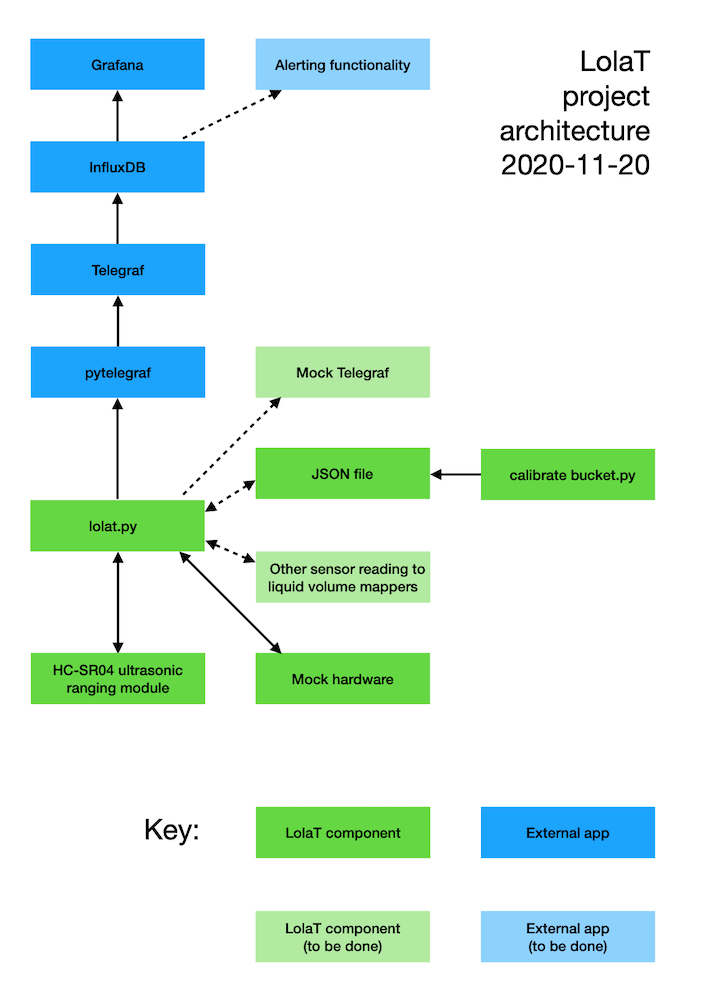 LolaT
project
architecture
2020-11-20
Grafana
Alerting functionality
InfluxDB
Telegraf
pytelegraf
Mock Telegraf
JSON file
calibrate bucket.py
lolat.py
Other sensor reading to
liquid volume mappers
HC-SR04 ultrasonic
ranging module
Mock hardware
Key:
LolaT component
External app
LolaT component
(to be done)
External app
(to be done)